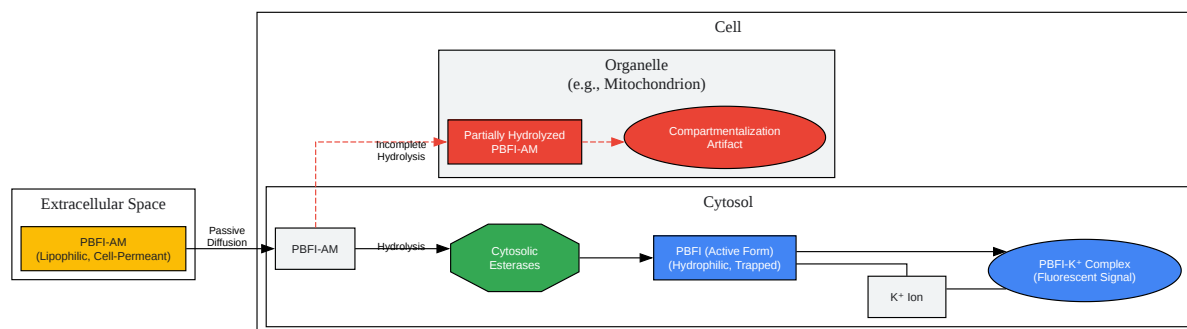 Cell
Organelle
(e.g., Mitochondrion)
Partially Hydrolyzed
PBFI-AM
Compartmentalization
Artifact
Incomplete
Hydrolysis
Extracellular Space
PBFI-AM
(Lipophilic, Cell-Permeant)
Passive
Diffusion
Cytosol
PBFI-AM
Hydrolysis
Cytosolic
Esterases
PBFI (Active Form)
(Hydrophilic, Trapped)
K⁺ Ion
PBFI-K⁺ Complex
(Fluorescent Signal)